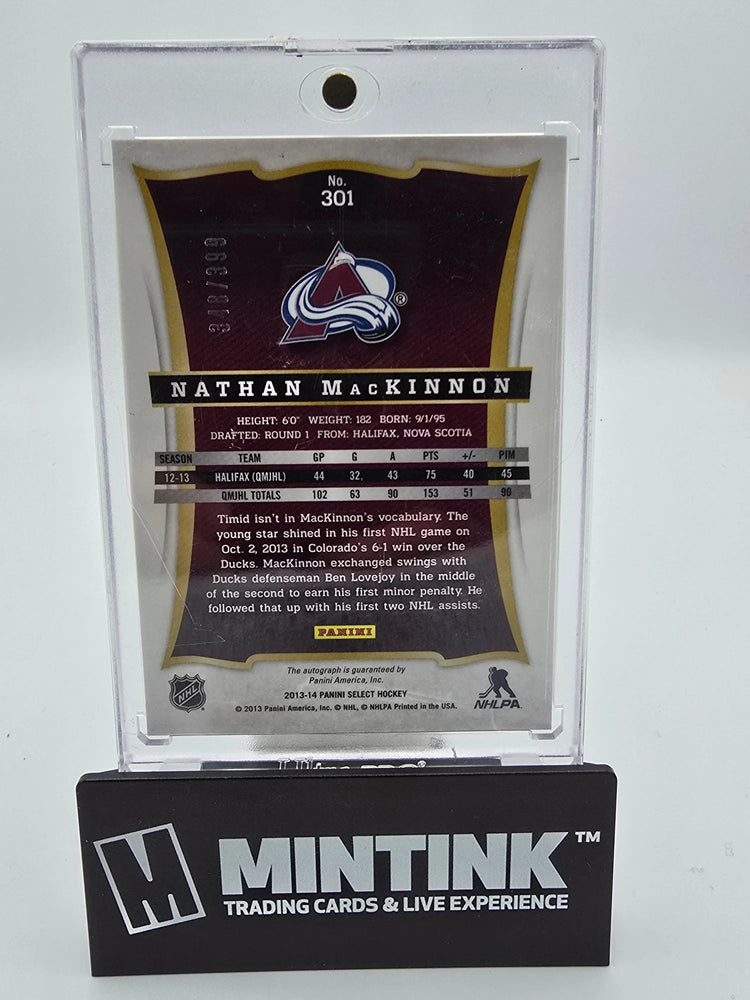 No.
301
348/399
®
NATHAN MacKINNON
HEIGHT: 6'0" WEIGHT: 182 BORN: 9/1/95
DRAFTED: ROUND 1 FROM: HALIFAX, NOVA SCOTIA
SEASON TEAM GP G A PTS +/- PIM
12-13 HALIFAX (QMJHL) 44 32 43 75 40 45
QMJHL TOTALS 102 63 90 153 51 90
Timid isn't in MacKinnon's vocabulary. The
young star shined in his first NHL game on
Oct. 2, 2013 in Colorado's 6-1 win over the
Ducks. MacKinnon exchanged swings with
Ducks defenseman Ben Lovejoy in the middle
of the second to earn his first minor penalty. He
followed that up with his first two NHL assists.
PANINI
The autograph is guaranteed by
Panini America, Inc.
2013-14 PANINI SELECT HOCKEY
© 2013 Panini America, Inc. © NHL, © NHLPA Printed in the USA.
NHL
NHLPA
Ultra PRO
M MINTINK™
TRADING CARDS & LIVE EXPERIENCE